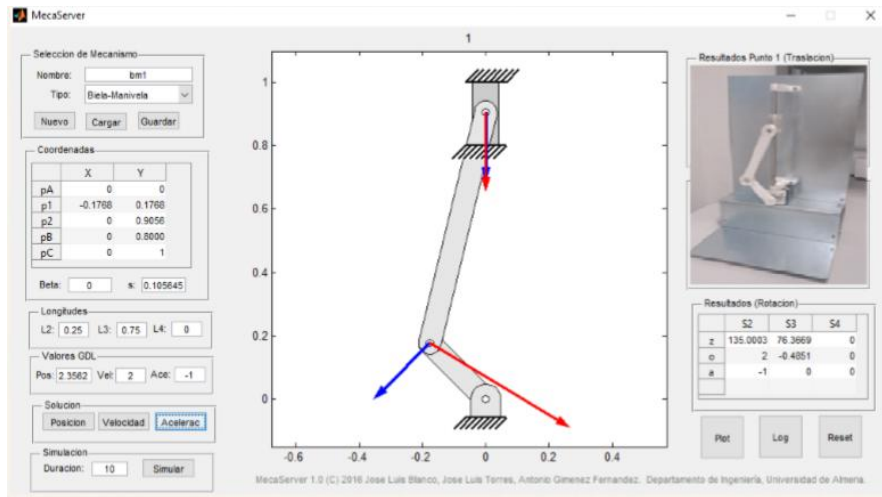 MecaServer
Seleccion de Mecanismo
Nombre: bm1
Tipo: Biela-Manivela
Nuevo Cargar Guardar
Coordenadas
X Y
pA 0 0
p1 -0.1768 0.1768
p2 0 0.9056
pB 0 0.8000
pC 0 1
Beta: 0 s: 0.105645
Longitudes
L2: 0.25 L3: 0.75 L4: 0
Valores GDL
Pos: 2.3562 Vel: 2 Ace: -1
Solucion
Posicion Velocidad Acelerac
Simulacion
Duracion: 10 Simular
1
1
0.8
0.6
0.4
0.2
0
-0.6 -0.4 -0.2 0 0.2 0.4
Resultados Punto 1 (Traslacion)
Resultados (Rotacion)
S2 S3 S4
z 135.0003 76.3669 0
o 2 -0.4851 0
a -1 0 0
Plot Log Reset
MecaServer 1.0 (C) 2016 Jose Luis Blanco, Jose Luis Torres, Antonio Gimenez Fernandez. Departamento de Ingeniería, Universidad de Almeria.